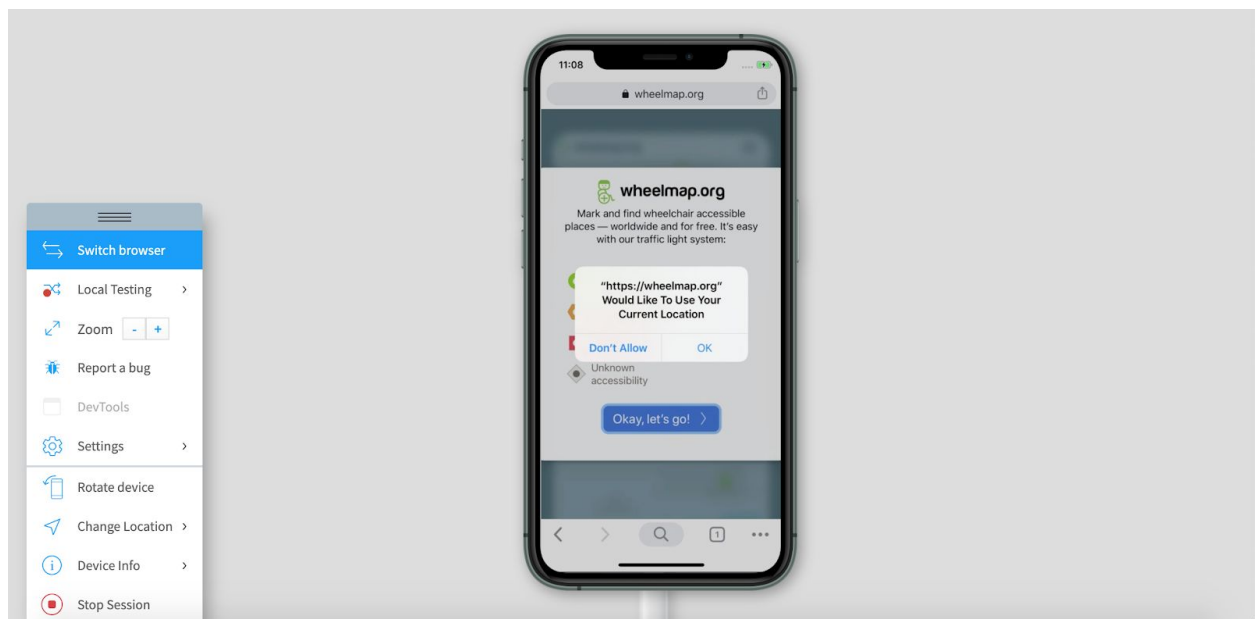 Switch browser
Local Testing
Zoom - +
Report a bug
DevTools
Settings
Rotate device
Change Location
Device Info
Stop Session
11:08
wheelmap.org
wheelmap.org
Mark and find wheelchair accessible
places — worldwide and for free. It's easy
with our traffic light system:
"https://wheelmap.org"
Would Like To Use Your
Current Location
Don't Allow OK
Unknown
accessibility
Okay, let's go!
1